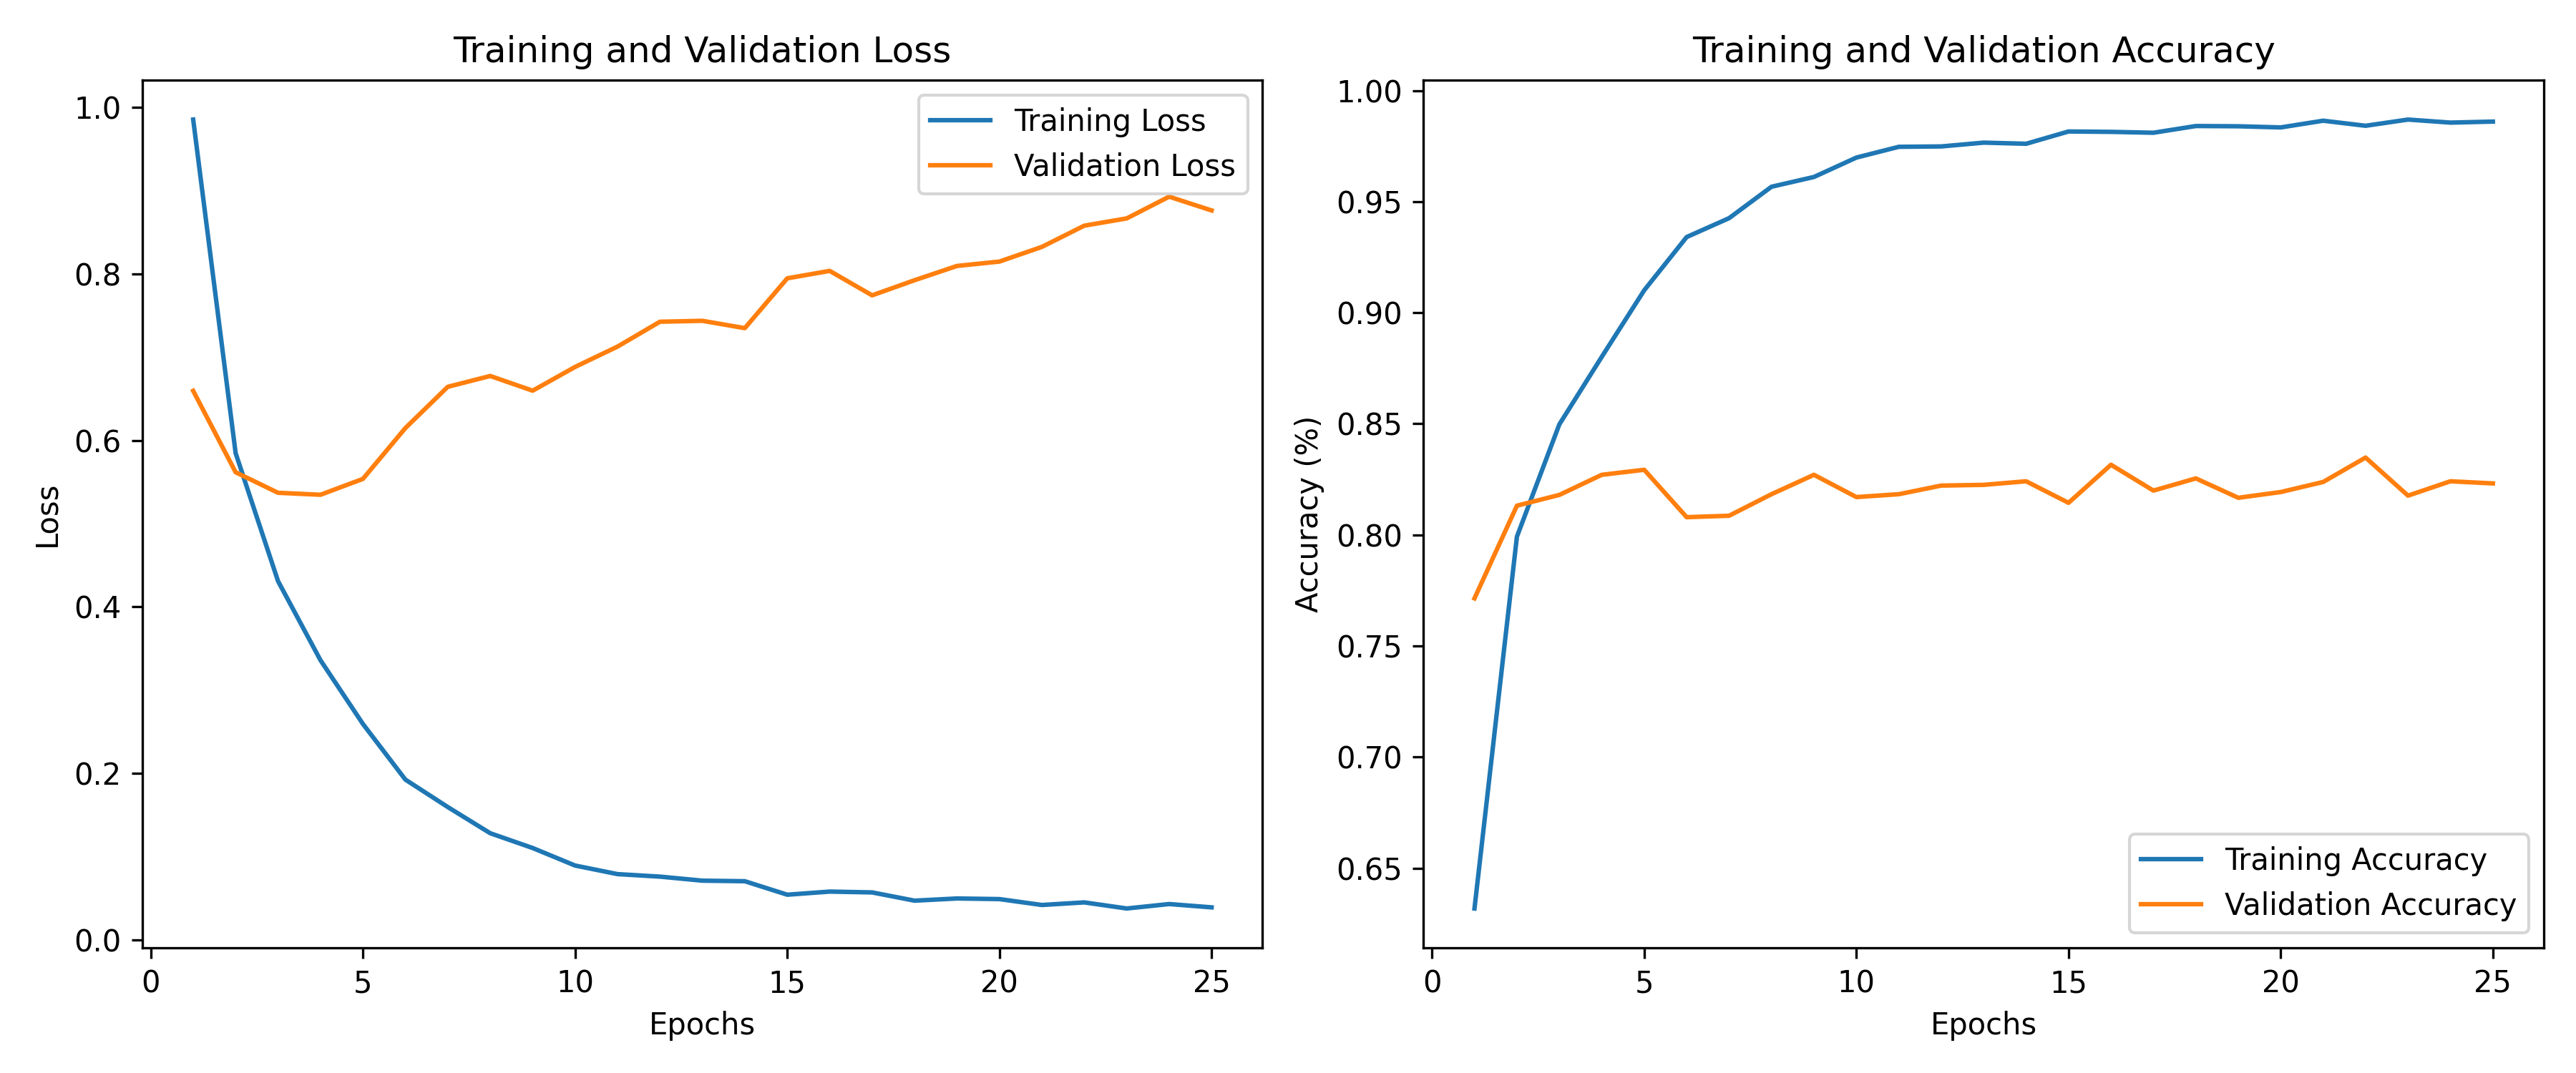 Training and Validation Loss
1.0
0.8
0.6
0.4
0.2
0.0
Loss
0 5 10 15 20 25
Epochs
Training Loss
Validation Loss
Training and Validation Accuracy
1.00
0.95
0.90
0.85
0.80
0.75
0.70
0.65
Accuracy (%)
0 5 10 15 20 25
Epochs
Training Accuracy
Validation Accuracy